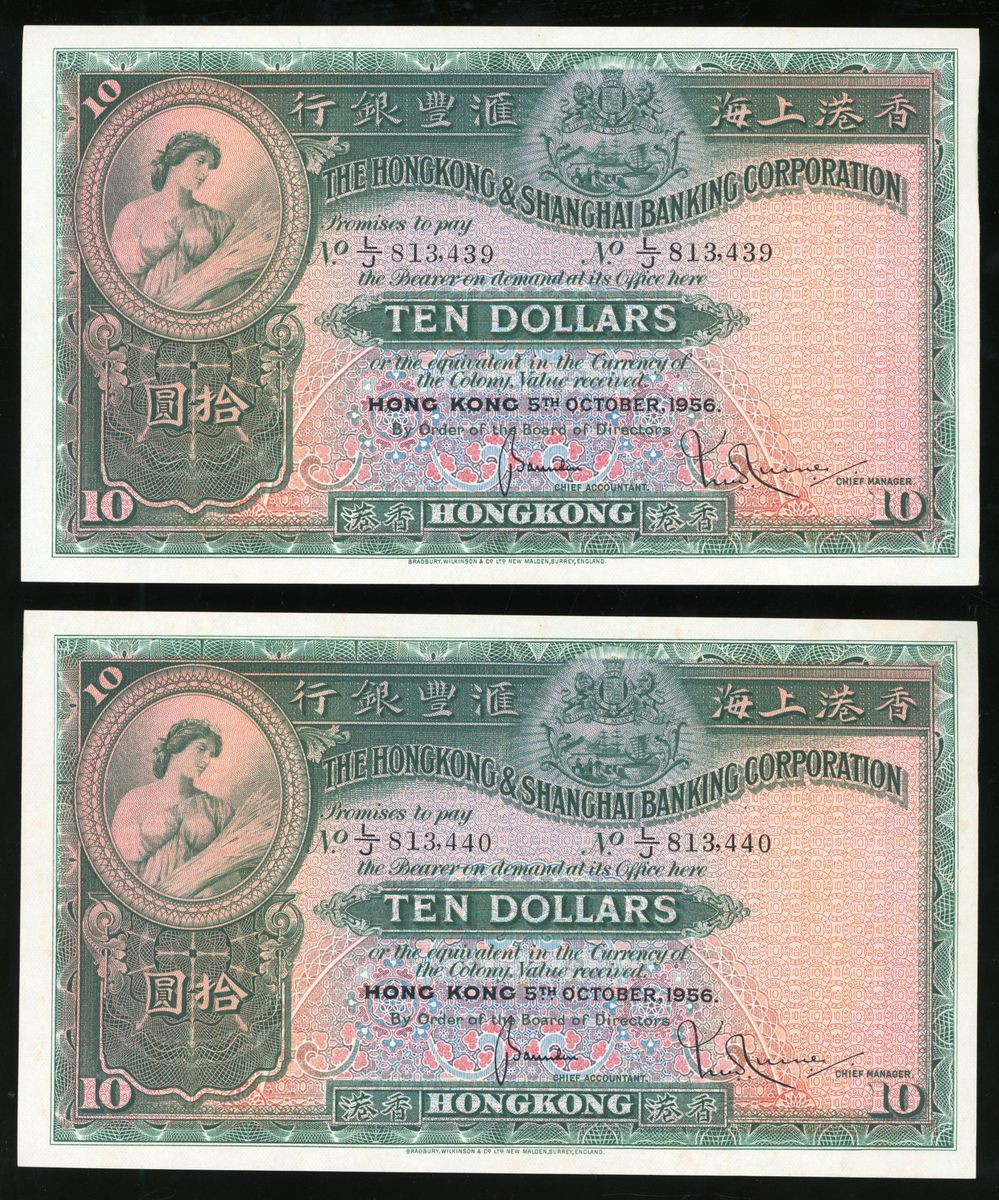 10
行銀豐滙 海上港香
THE HONGKONG & SHANGHAI BANKING CORPORATION
Promises to pay
No. L/J 813,439 No. L/J 813,439
the Bearer on demand at its Office here
TEN DOLLARS
or the equivalent in the Currency of
the Colony, Value received.
圓拾
HONG KONG 5TH OCTOBER, 1956.
By Order of the Board of Directors
CHIEF ACCOUNTANT. CHIEF MANAGER.
10 港香 HONGKONG 港香 10
BRADBURY, WILKINSON & Co LTD NEW MALDEN, SURREY, ENGLAND.
10
行銀豐滙 海上港香
THE HONGKONG & SHANGHAI BANKING CORPORATION
Promises to pay
No. L/J 813,440 No. L/J 813,440
the Bearer on demand at its Office here
TEN DOLLARS
or the equivalent in the Currency of
the Colony, Value received.
圓拾
HONG KONG 5TH OCTOBER, 1956.
By Order of the Board of Directors
CHIEF ACCOUNTANT. CHIEF MANAGER.
10 港香 HONGKONG 港香 10
BRADBURY, WILKINSON & Co LTD NEW MALDEN, SURREY, ENGLAND.